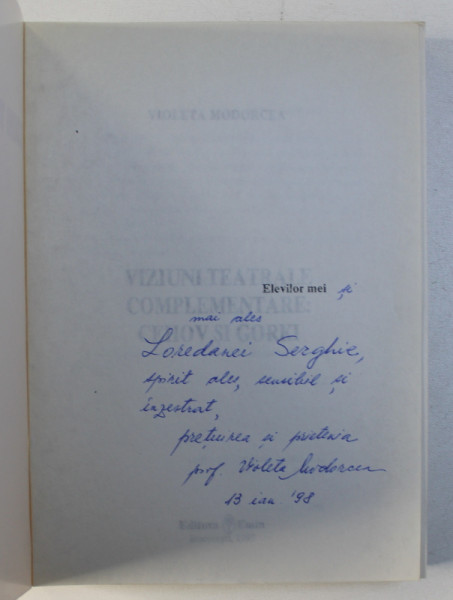 VIOLETA MODORCEA
VIZIUNI TEATRALE
COMPLEMENTARE:
CEHOV ȘI GORKI
Elevilor mei și
mai ales
Loredanei Serghie,
spirit ales, sensibil și
înzestrat,
prețuirea și prietenia
prof. Violeta Modorcea
13 ian. '98
Editura